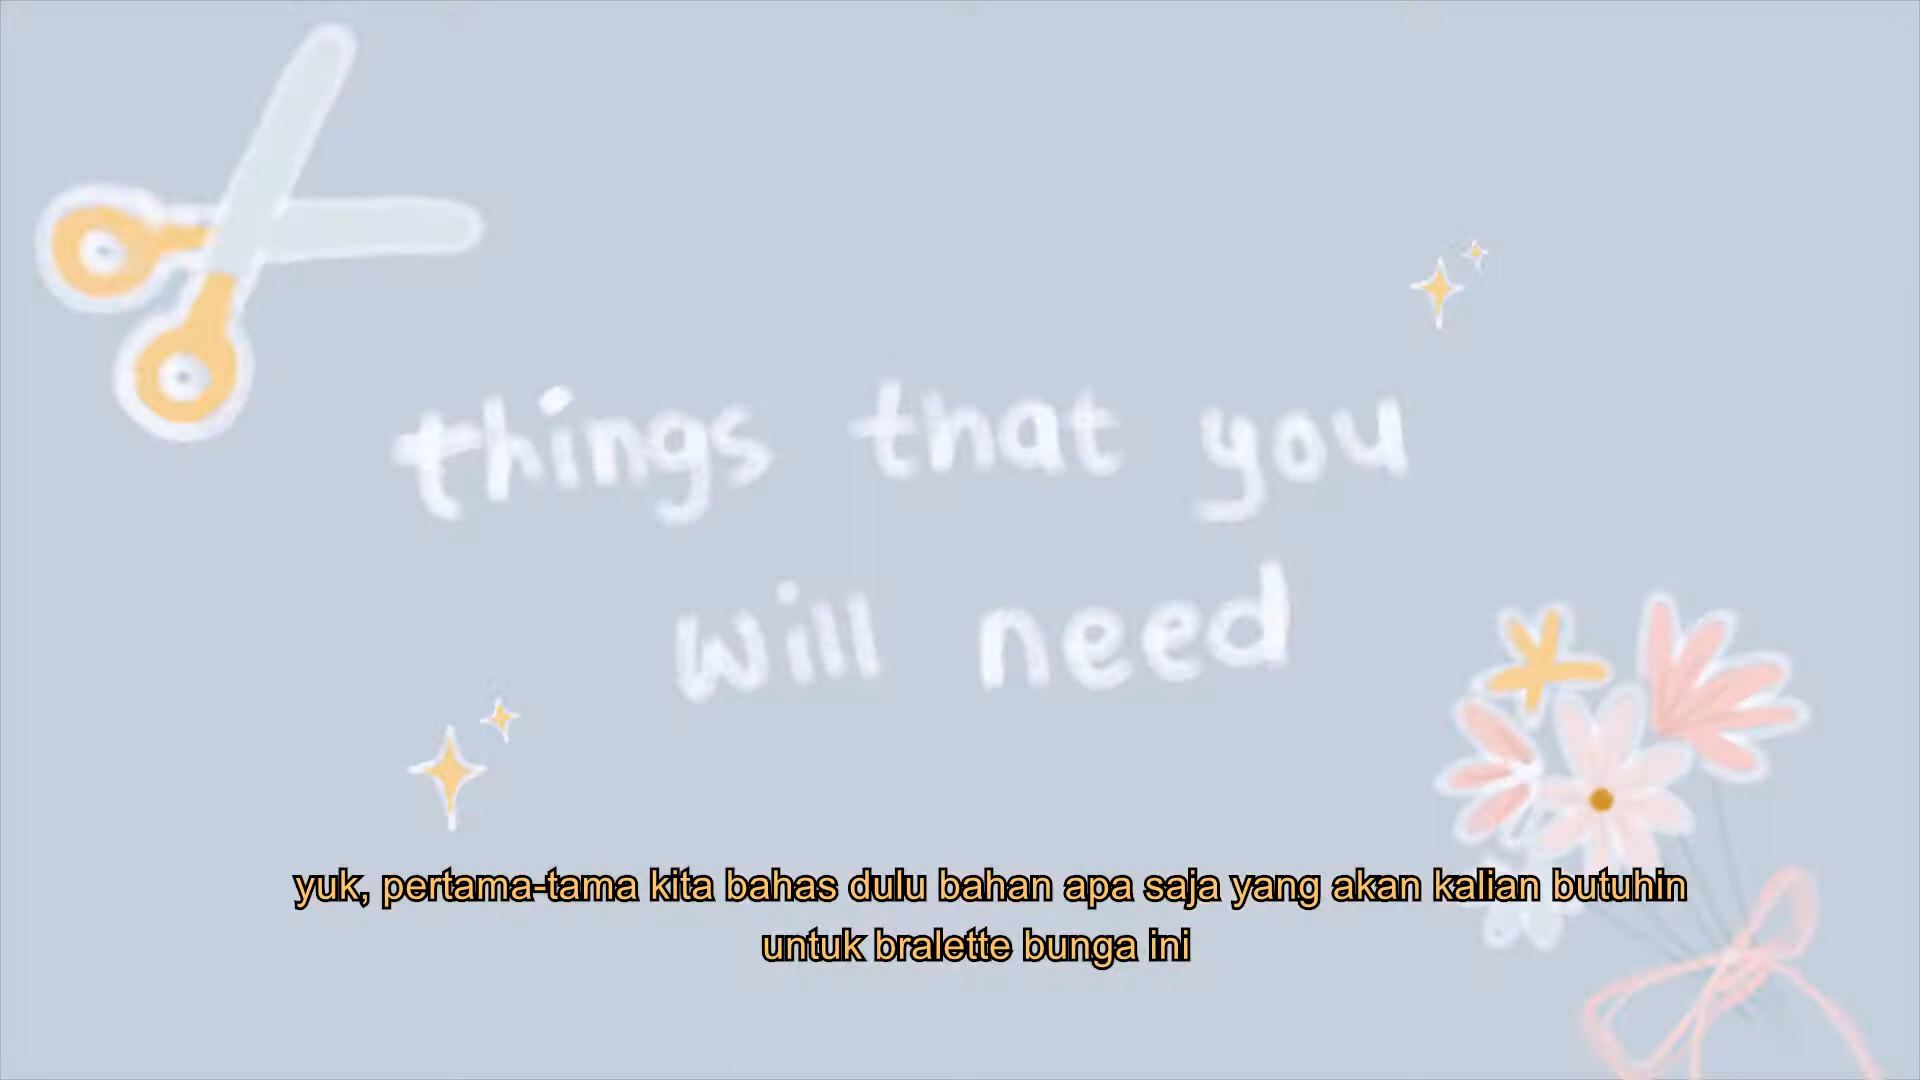 things that you
will need
yuk, pertama-tama kita bahas dulu bahan apa saja yang akan kalian butuhin
untuk bralette bunga ini